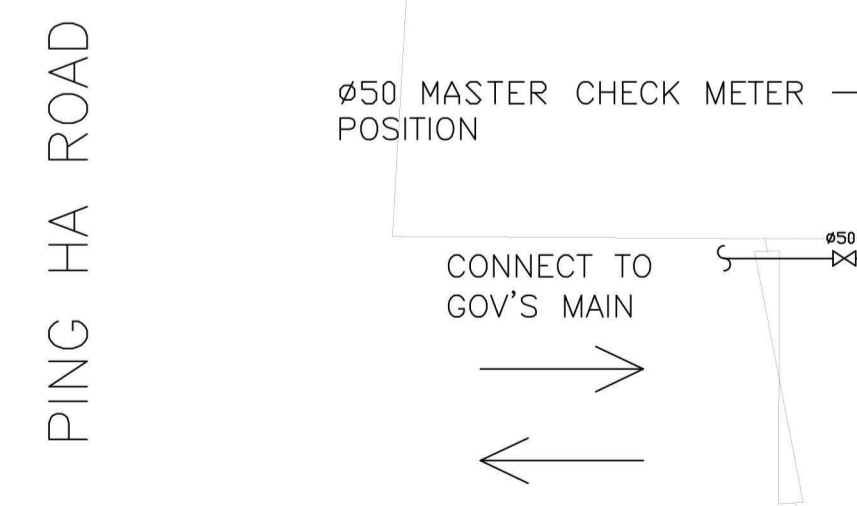 PING HA ROAD
Ø50 MASTER CHECK METER
POSITION
Ø50
CONNECT TO
GOV'S MAIN